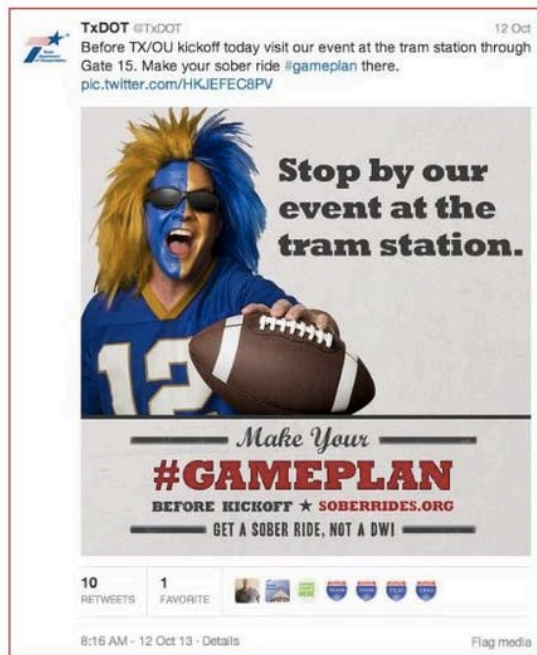 TxDOT @TxDOT 12 Oct
Before TX/OU kickoff today visit our event at the tram station through
Gate 15. Make your sober ride #gameplan there.
pic.twitter.com/HKJEFEC8PV
Stop by our
event at the
tram station.
12
Make Your
#GAMEPLAN
BEFORE KICKOFF ★ SOBERRIDES.ORG
GET A SOBER RIDE, NOT A DWI
10 1
RETWEETS FAVORITE
8:16 AM - 12 Oct 13 · Details Flag media